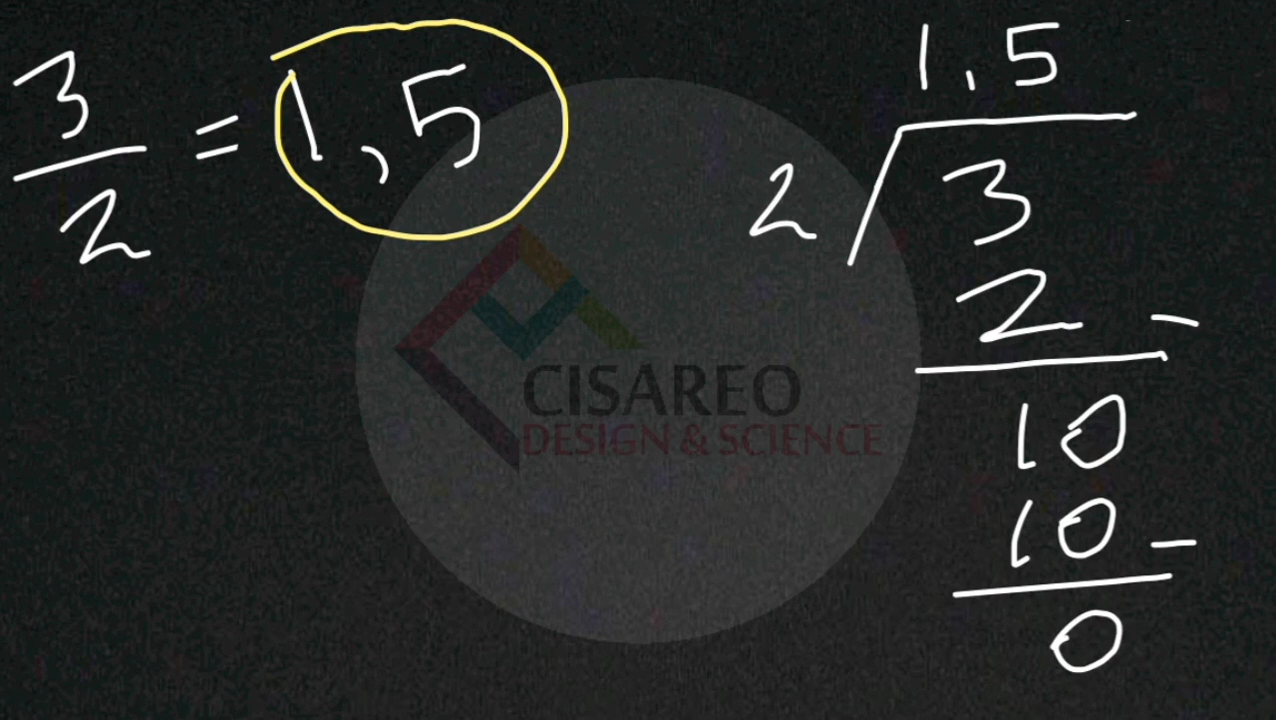 3/2 = 1,5
1,5
2 3
2 -
10
10 -
0
CISAREO
DESIGN & SCIENCE